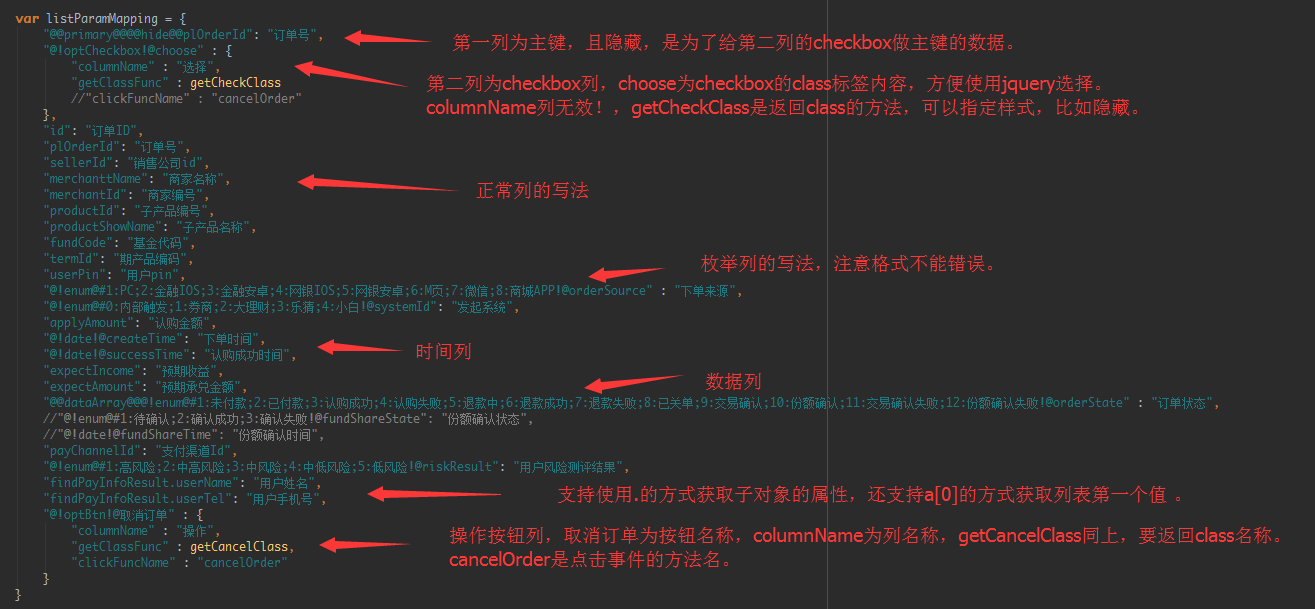 var listParamMapping = {
"@@primary@@@@hide@@plOrderId": "订单号",
第一列为主键，且隐藏，是为了给第二列的checkbox做主键的数据。
"@!optCheckbox!@choose" : {
"columnName" : "选择",
"getClassFunc" : getCheckClass
第二列为checkbox列，choose为checkbox的class标签内容，方便使用jquery选择。
//"clickFuncName" : "cancelOrder"
columnName列无效！，getCheckClass是返回class的方法，可以指定样式，比如隐藏。
},
"id": "订单ID",
"plOrderId": "订单号",
"sellerId": "销售公司id",
"merchanttName": "商家名称",
正常列的写法
"merchantId": "商家编号",
"productId": "子产品编号",
"productShowName": "子产品名称",
"fundCode": "基金代码",
"termId": "期产品编码",
枚举列的写法，注意格式不能错误。
"userPin": "用户pin",
"@!enum@#1:PC;2:金融IOS;3:金融安卓;4:网银IOS;5:网银安卓;6:M页;7:微信;8:商城APP!@orderSource" : "下单来源",
"@!enum@#0:内部触发;1:券商;2:大理财;3:乐猜;4:小白!@systemId": "发起系统",
"applyAmount": "认购金额",
"@!date!@createTime": "下单时间",
"@!date!@successTime": "认购成功时间",
时间列
"expectIncome": "预期收益",
"expectAmount": "预期承兑金额",
数据列
"@@dataArray@@@!enum@#1:未付款;2:已付款;3:认购成功;4:认购失败;5:退款中;6:退款成功;7:退款失败;8:已关单;9:交易确认;10:份额确认;11:交易确认失败;12:份额确认失败!@orderState" : "订单状态",
//"@!enum@#1:待确认;2:确认成功;3:确认失败!@fundShareState": "份额确认状态",
//"@!date!@fundShareTime": "份额确认时间",
"payChannelId": "支付渠道Id",
"@!enum@#1:高风险;2:中高风险;3:中风险;4:中低风险;5:低风险!@riskResult": "用户风险测评结果",
"findPayInfoResult.userName": "用户姓名",
"findPayInfoResult.userTel": "用户手机号",
支持使用.的方式获取子对象的属性，还支持a[0]的方式获取列表第一个值 。
"@!optBtn!@取消订单" : {
"columnName" : "操作",
操作按钮列，取消订单为按钮名称，columnName为列名称，getCancelClass同上，要返回class名称。
"getClassFunc" : getCancelClass,
"clickFuncName" : "cancelOrder"
cancelOrder是点击事件的方法名。
}
}